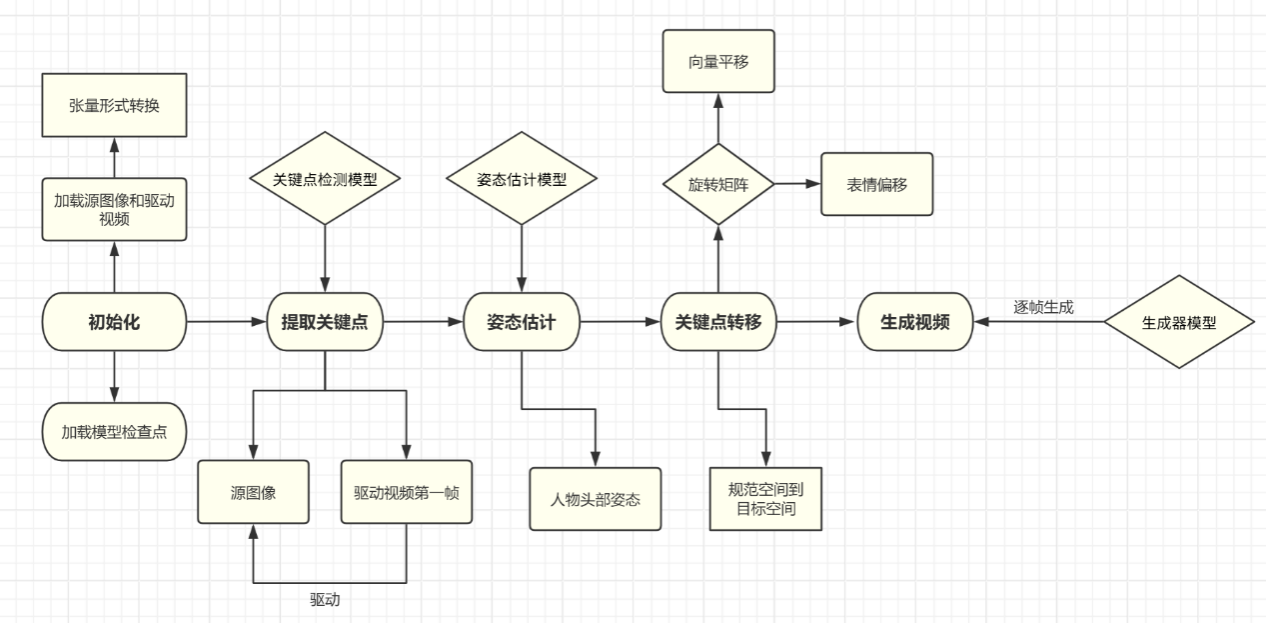 向量平移
张量形式转换
关键点检测模型
姿态估计模型
旋转矩阵
表情偏移
加载源图像和驱动
视频
初始化
提取关键点
姿态估计
关键点转移
生成视频
逐帧生成
生成器模型
加载模型检查点
源图像
驱动视频第一帧
人物头部姿态
规范空间到
目标空间
驱动